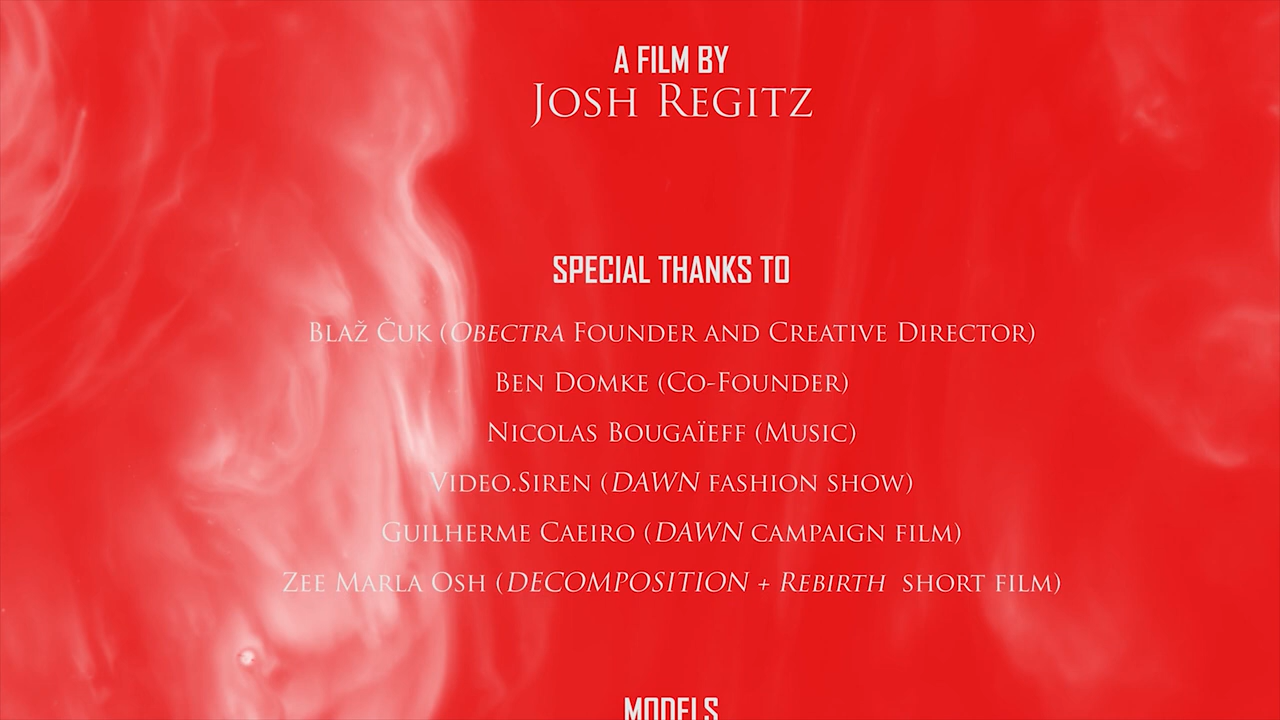 A FILM BY
JOSH REGITZ
SPECIAL THANKS TO
BLAŽ ČUK (OBECTRA FOUNDER AND CREATIVE DIRECTOR)
BEN DOMKE (CO-FOUNDER)
NICOLAS BOUGAÏEFF (MUSIC)
VIDEO.SIREN (DAWN FASHION SHOW)
GUILHERME CAEIRO (DAWN CAMPAIGN FILM)
ZEE MARLA OSH (DECOMPOSITION + REBIRTH SHORT FILM)
MODELS